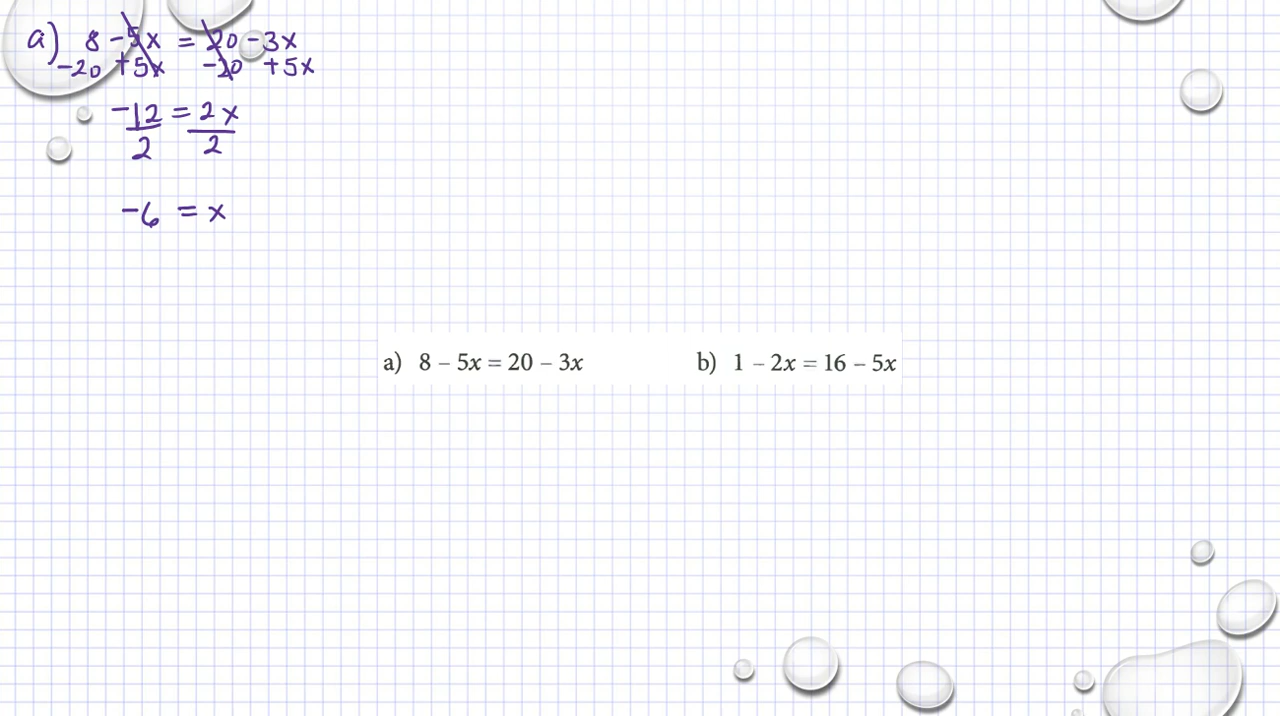 a) 8 - 5x = 20 - 3x
-20 + 5x -20 + 5x
-12 = 2x
2 2
-6 = x
a) 8 – 5x = 20 – 3x b) 1 – 2x = 16 – 5x